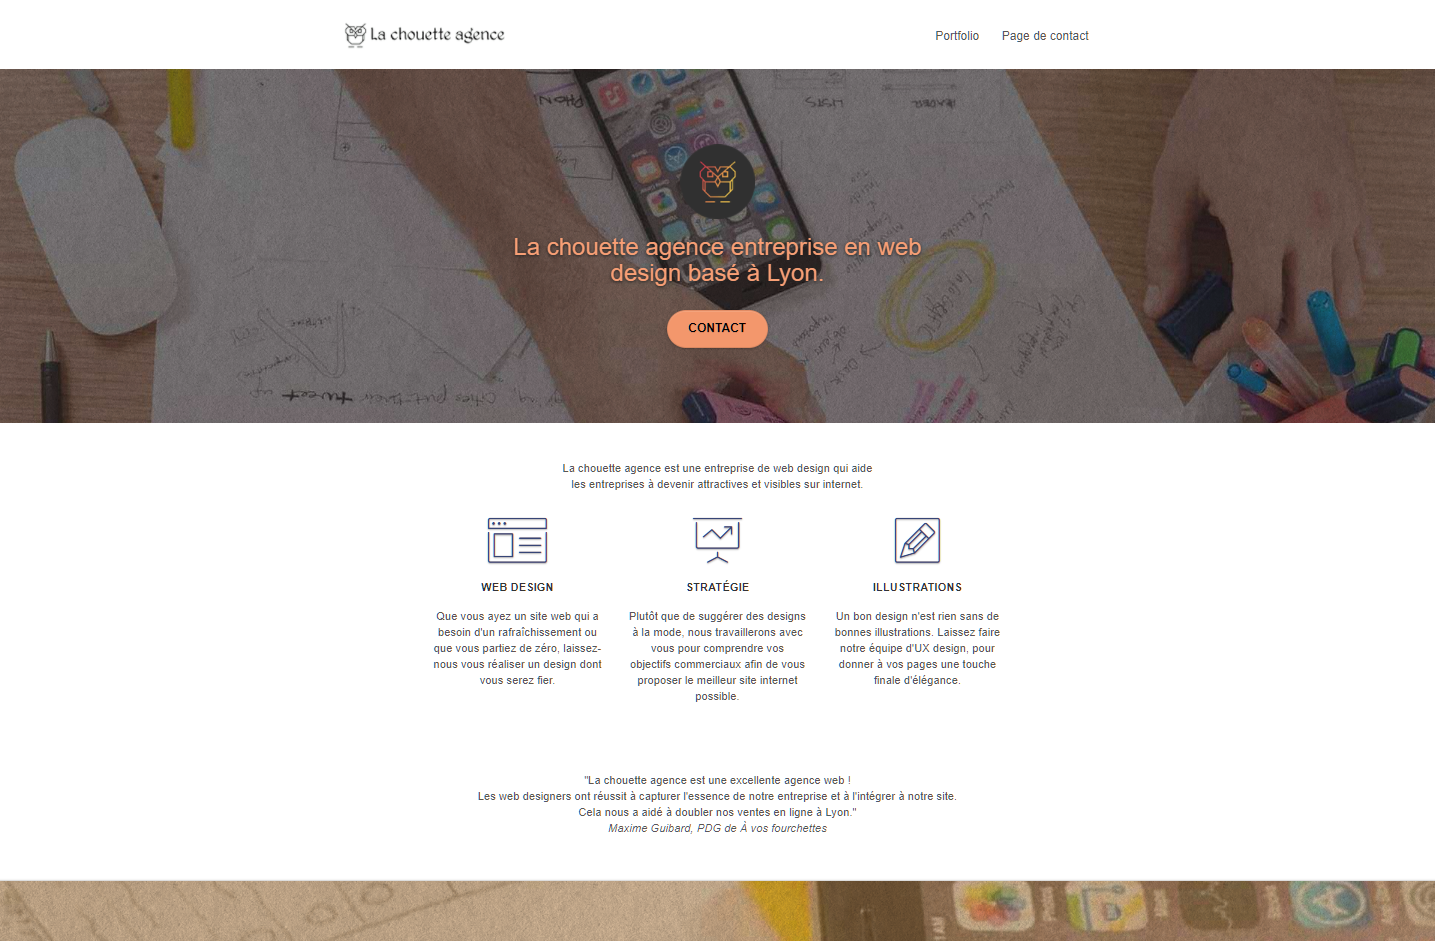 La chouette agence
Portfolio
Page de contact
La chouette agence entreprise en web
design basé à Lyon.
CONTACT
La chouette agence est une entreprise de web design qui aide
les entreprises à devenir attractives et visibles sur internet.
WEB DESIGN
Que vous ayez un site web qui a
besoin d'un rafraîchissement ou
que vous partiez de zéro, laissez-
nous vous réaliser un design dont
vous serez fier.
STRATÉGIE
Plutôt que de suggérer des designs
à la mode, nous travaillerons avec
vous pour comprendre vos
objectifs commerciaux afin de vous
proposer le meilleur site internet
possible.
ILLUSTRATIONS
Un bon design n'est rien sans de
bonnes illustrations. Laissez faire
notre équipe d'UX design, pour
donner à vos pages une touche
finale d'élégance.
"La chouette agence est une excellente agence web !
Les web designers ont réussit à capturer l'essence de notre entreprise et à l'intégrer à notre site.
Cela nous a aidé à doubler nos ventes en ligne à Lyon."
Maxime Guibard, PDG de À vos fourchettes